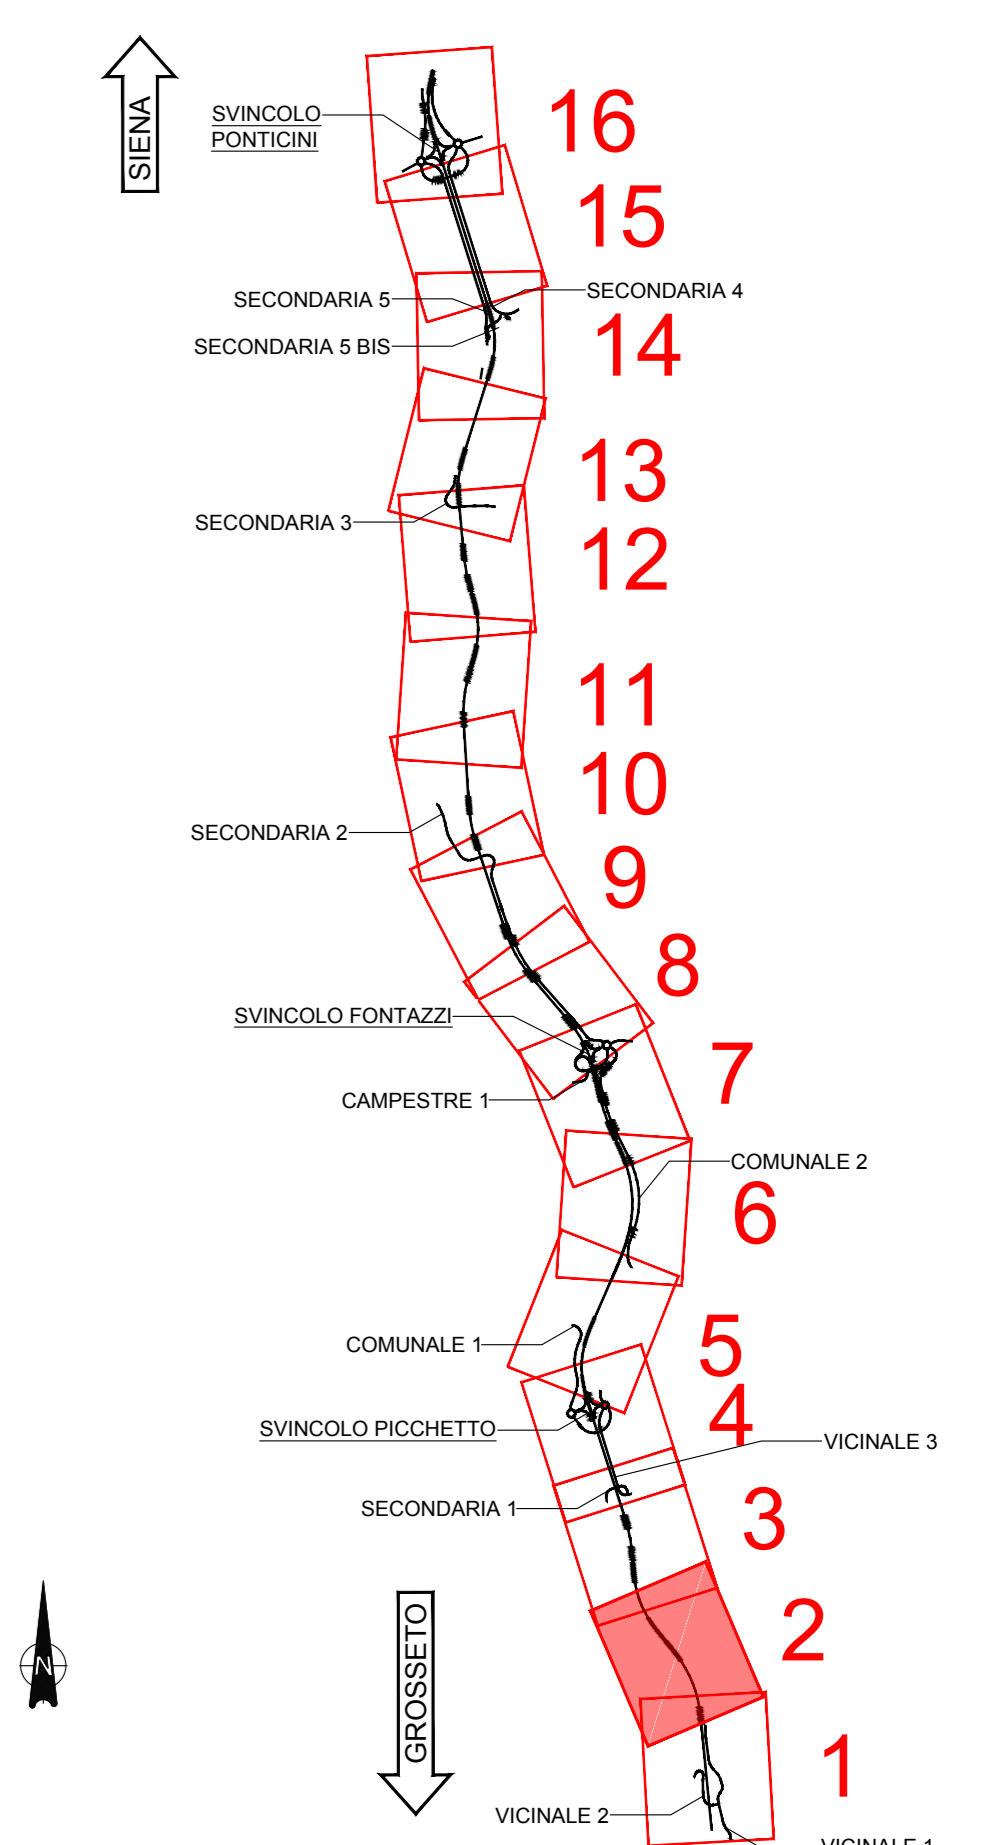 SIENA
SVINCOLO
PONTICINI
16
15
SECONDARIA 5
SECONDARIA 4
SECONDARIA 5 BIS
14
13
SECONDARIA 3
12
11
10
SECONDARIA 2
9
8
SVINCOLO FONTAZZI
7
CAMPESTRE 1
COMUNALE 2
6
COMUNALE 1
5
4
SVINCOLO PICCHETTO
VICINALE 3
SECONDARIA 1
3
2
GROSSETO
N
1
VICINALE 2
VICINALE 1